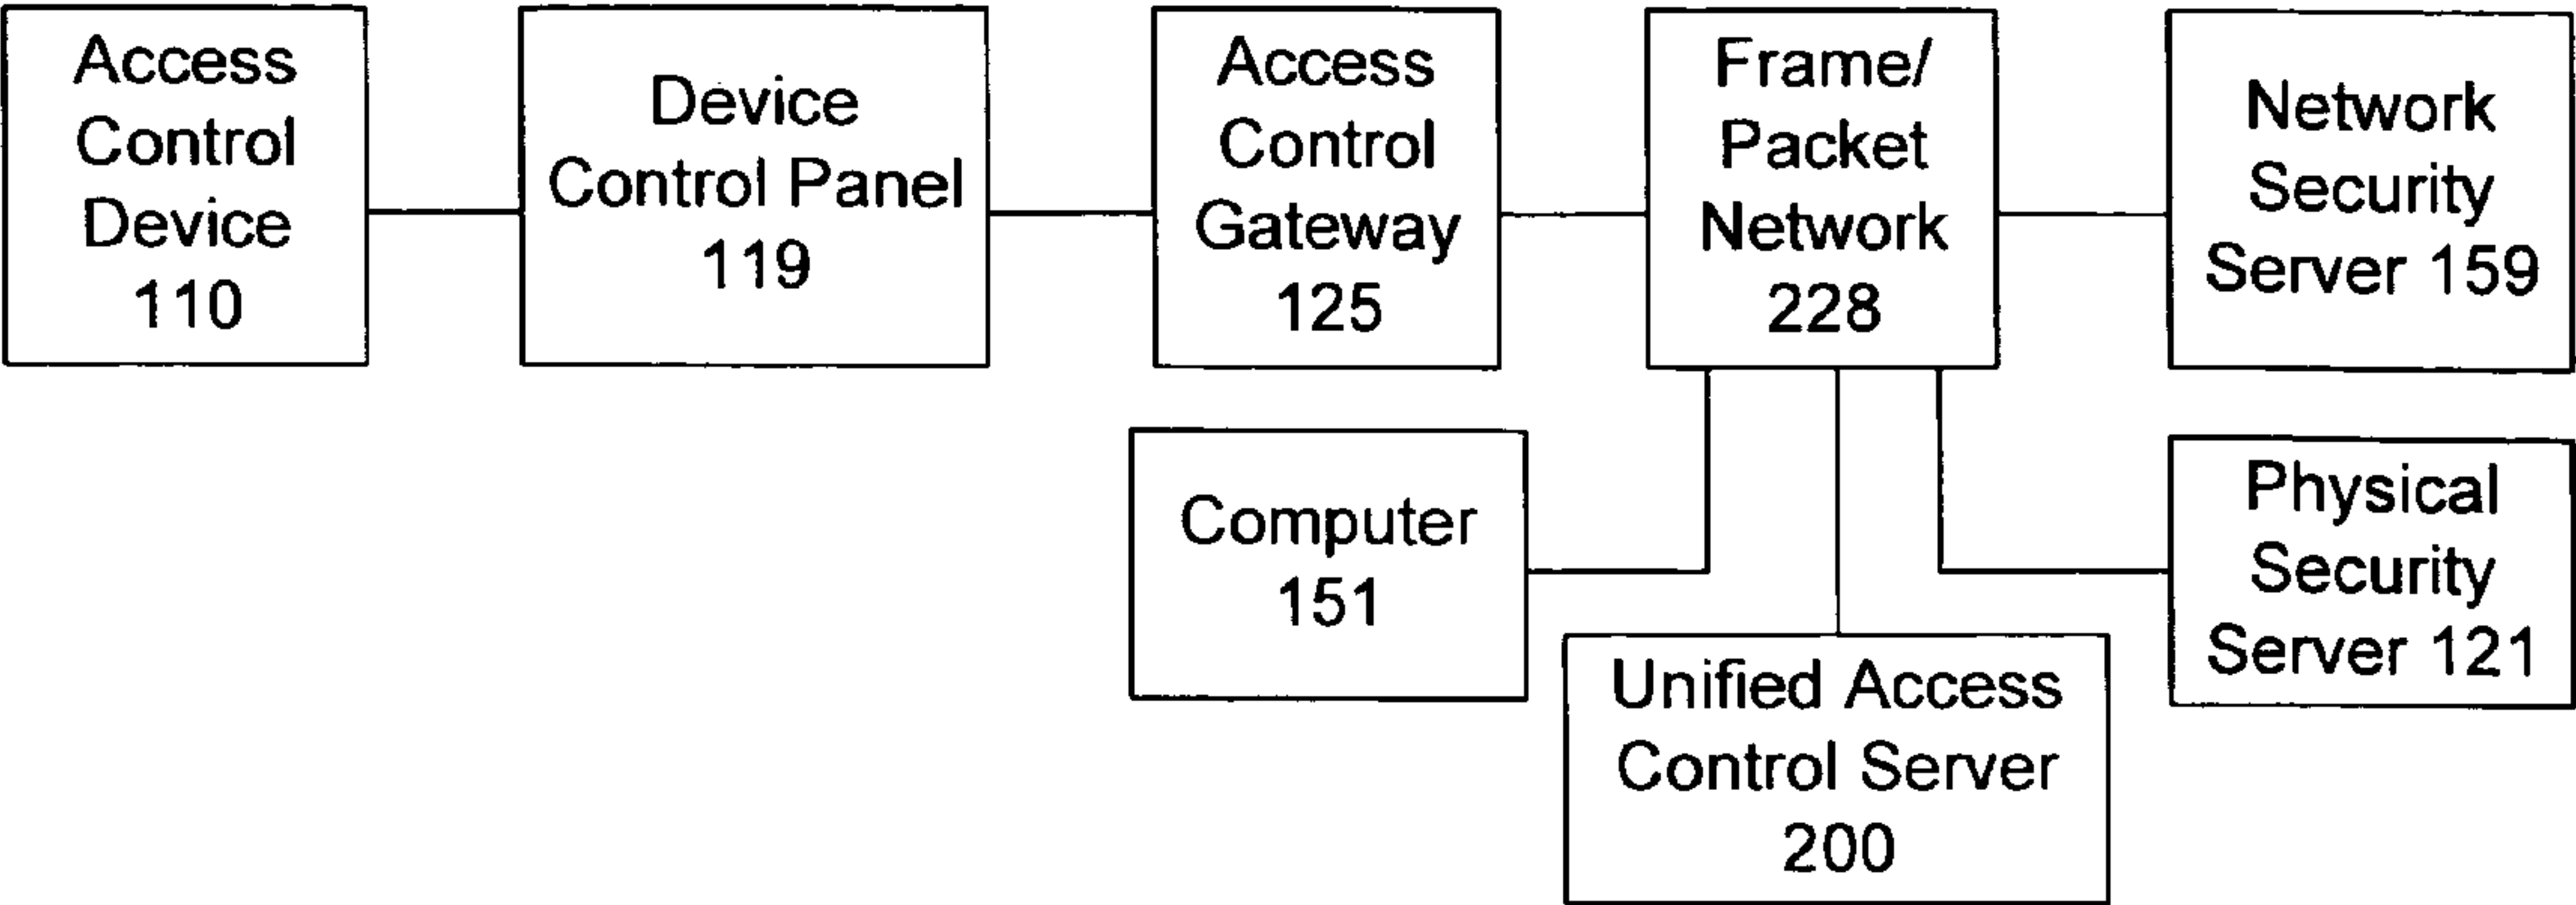 Access
Control
Device
110
Device
Control Panel
119
Access
Control
Gateway
125
Frame/
Packet
Network
228
Network
Security
Server 159
Computer
151
Unified Access
Control Server
200
Physical
Security
Server 121